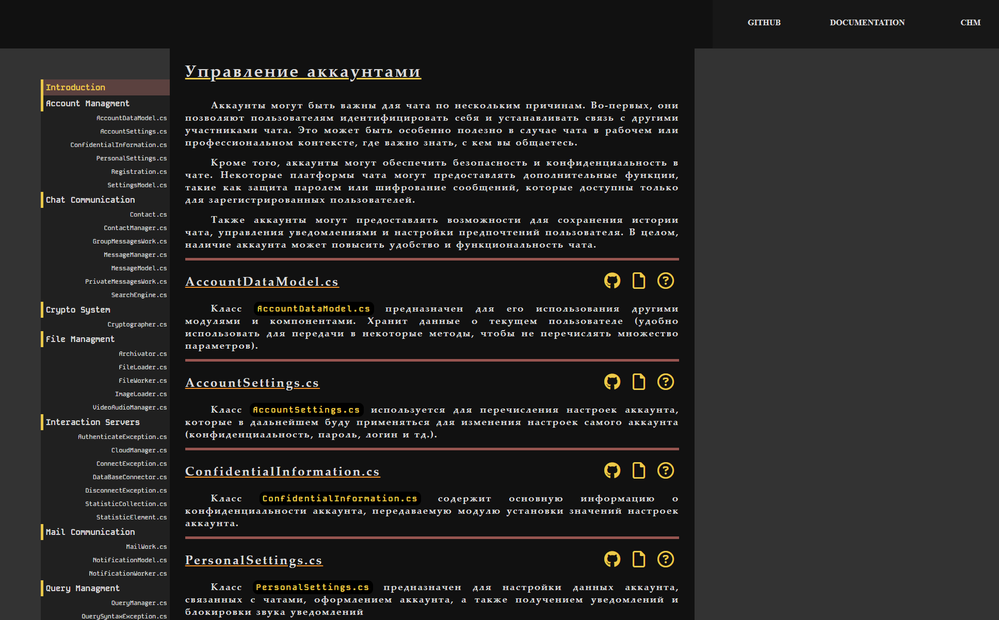 GITHUB
DOCUMENTATION
CHM
Introduction
Account Managment
AccountDataModel.cs
AccountSettings.cs
ConfidentialInformation.cs
PersonalSettings.cs
Registration.cs
SettingsModel.cs
Chat Communication
Contact.cs
ContactManager.cs
GroupMessagesWork.cs
MessageManager.cs
MessageModel.cs
PrivateMessagesWork.cs
SearchEngine.cs
Crypto System
Cryptographer.cs
File Managment
Archivator.cs
FileLoader.cs
FileWorker.cs
ImageLoader.cs
VideoAudioManager.cs
Interaction Servers
AuthenticateException.cs
CloudManager.cs
ConnectException.cs
DataBaseConnector.cs
DisconnectException.cs
StatisticCollection.cs
StatisticElement.cs
Mail Communication
MailWork.cs
NotificationModel.cs
NotificationWorker.cs
Query Managment
QueryManager.cs
QuerySyntaxException.cs
Управление аккаунтами
Аккаунты могут быть важны для чата по нескольким причинам. Во-первых, они
позволяют пользователям идентифицировать себя и устанавливать связь с другими
участниками чата. Это может быть особенно полезно в случае чата в рабочем или
профессиональном контексте, где важно знать, с кем вы общаетесь.
Кроме того, аккаунты могут обеспечить безопасность и конфиденциальность в
чате. Некоторые платформы чата могут предоставлять дополнительные функции,
такие как защита паролем или шифрование сообщений, которые доступны только
для зарегистрированных пользователей.
Также аккаунты могут предоставлять возможности для сохранения истории
чата, управления уведомлениями и настройки предпочтений пользователя. В целом,
наличие аккаунта может повысить удобство и функциональность чата.
AccountDataModel.cs
Класс AccountDataModel.cs предназначен для его использования другими
модулями и компонентами. Хранит данные о текущем пользователе (удобно
использовать для передачи в некоторые методы, чтобы не перечислять множество
параметров).
AccountSettings.cs
Класс AccountSettings.cs используется для перечисления настроек аккаунта,
которые в дальнейшем буду применяться для изменения настроек самого аккаунта
(конфиденциальность, пароль, логин и тд.).
ConfidentialInformation.cs
Класс ConfidentialInformation.cs содержит основную информацию о
конфиденциальности аккаунта, передаваемую модулю установки значений настроек
аккаунта.
PersonalSettings.cs
Класс PersonalSettings.cs предназначен для настройки данных аккаунта,
связанных с чатами, оформлением аккаунта, а также получением уведомлений и
блокировки звука уведомлений